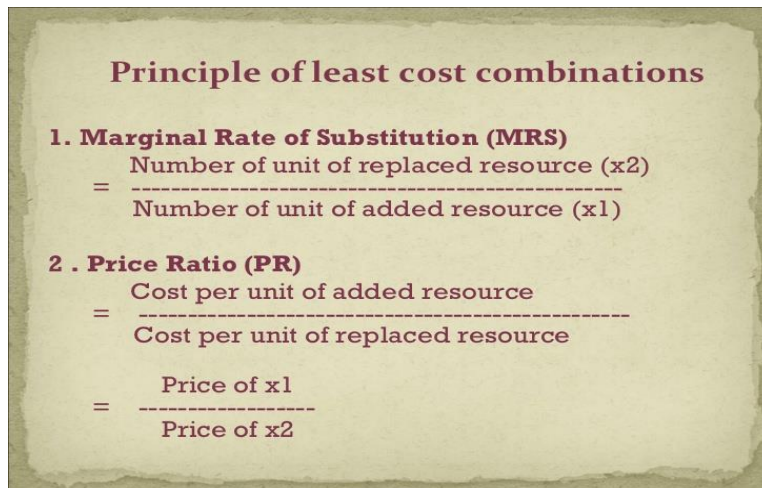 Principle of least cost combinations
1. Marginal Rate of Substitution (MRS)
Number of unit of replaced resource (x2)
= -------------------------------------------------
Number of unit of added resource (x1)
2 . Price Ratio (PR)
Cost per unit of added resource
= -------------------------------------------------
Cost per unit of replaced resource
Price of x1
= ------------------
Price of x2